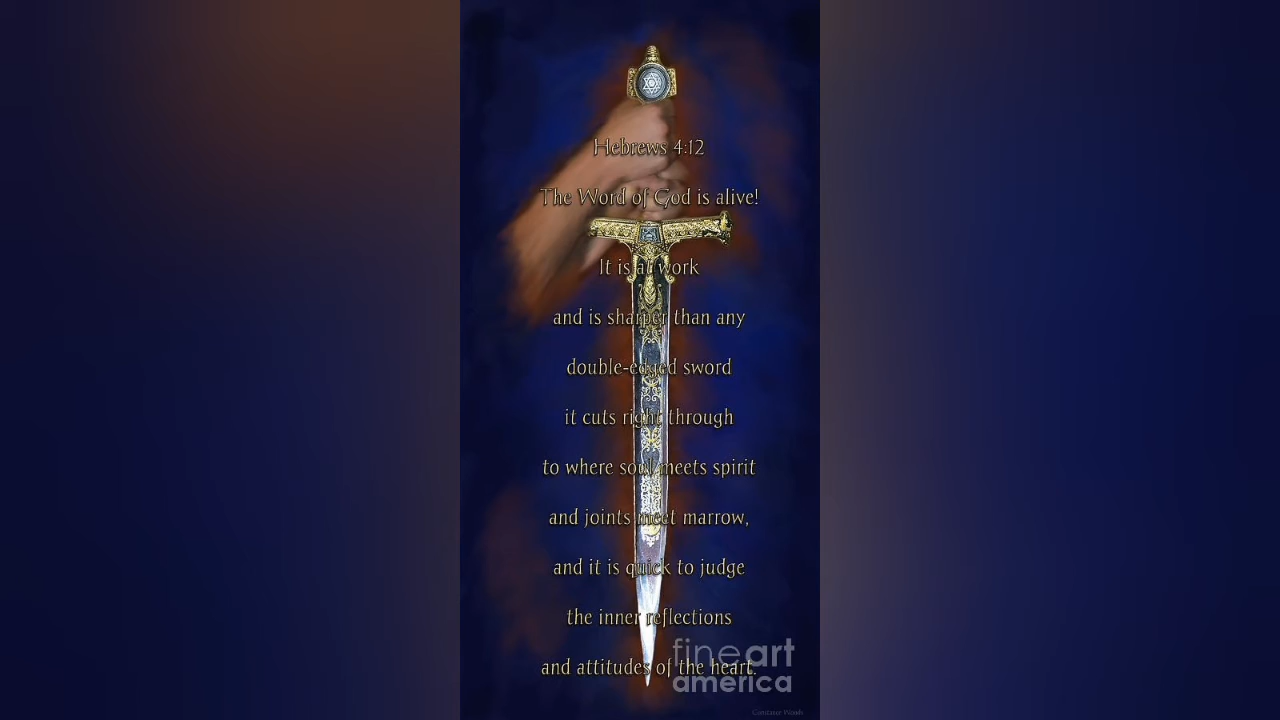 Hebrews 4:12
The Word of God is alive!
It is at work
and is sharper than any
double-edged sword
it cuts right through
to where soul meets spirit
and joints meet marrow,
and it is quick to judge
the inner reflections
and attitudes of the heart.
fineart
america
Constance Woods